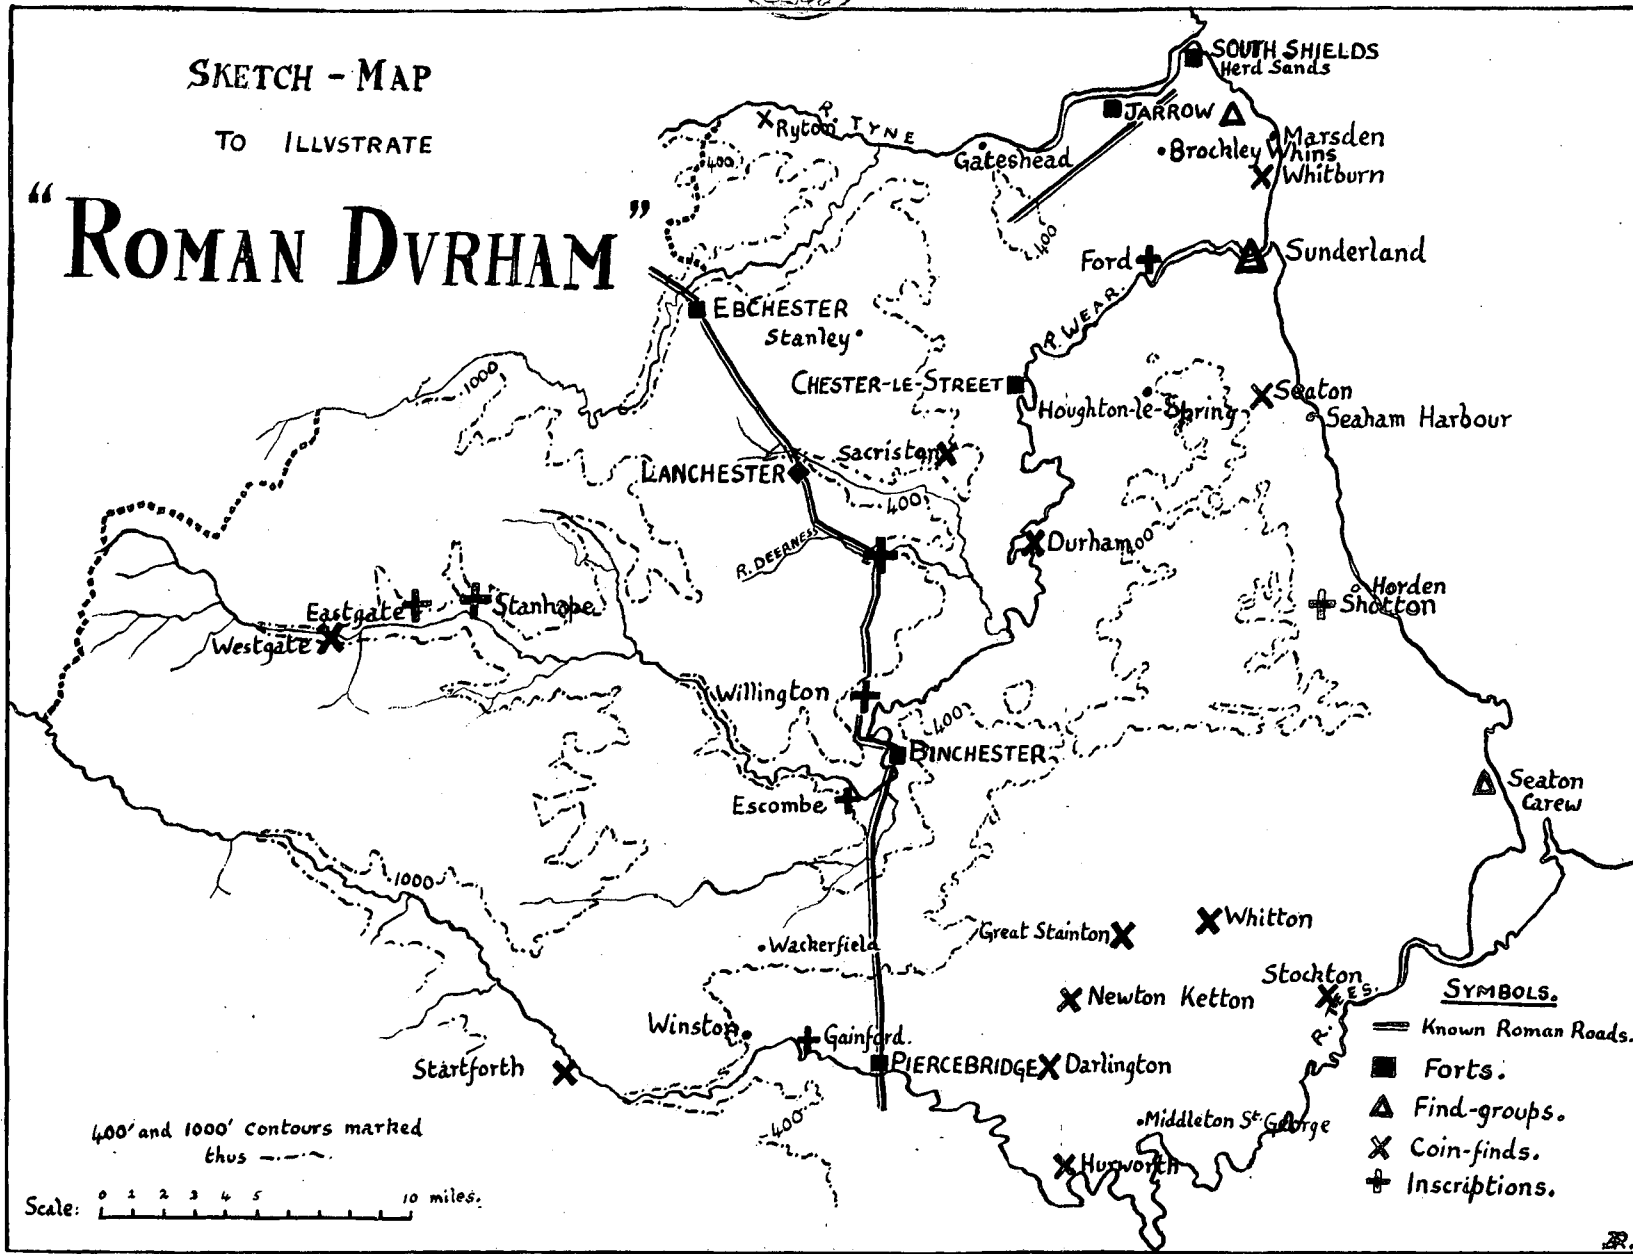 SKETCH - MAP
TO ILLVSTRATE
"ROMAN DVRHAM"
SOUTH SHIELDS
Herd Sands
JARROW
Ryton
R. TYNE
Gateshead
Marsden
Brockley Whins
Whitburn
400
400
Ford
Sunderland
R. WEAR.
EBCHESTER
Stanley
1000
CHESTER-LE-STREET
Houghton-le-Spring
Seaton
Seaham Harbour
Sacriston
LANCHESTER
400
R. DEERNESS
Durham
400
Horden
Shotton
Eastgate
Stanhope
Westgate
Willington
400
BINCHESTER
Escombe
Seaton
Carew
1000
Great Stainton
Whitton
Wackerfield
Stockton
R. TEES.
Newton Ketton
Winston
Gainford.
PIERCEBRIDGE
Darlington
Startforth
400
Middleton St. George
Hurworth
SYMBOLS.
Known Roman Roads.
Forts.
Find-groups.
Coin-finds.
Inscriptions.
400' and 1000' contours marked
thus
Scale: 0 1 2 3 4 5 10 miles.